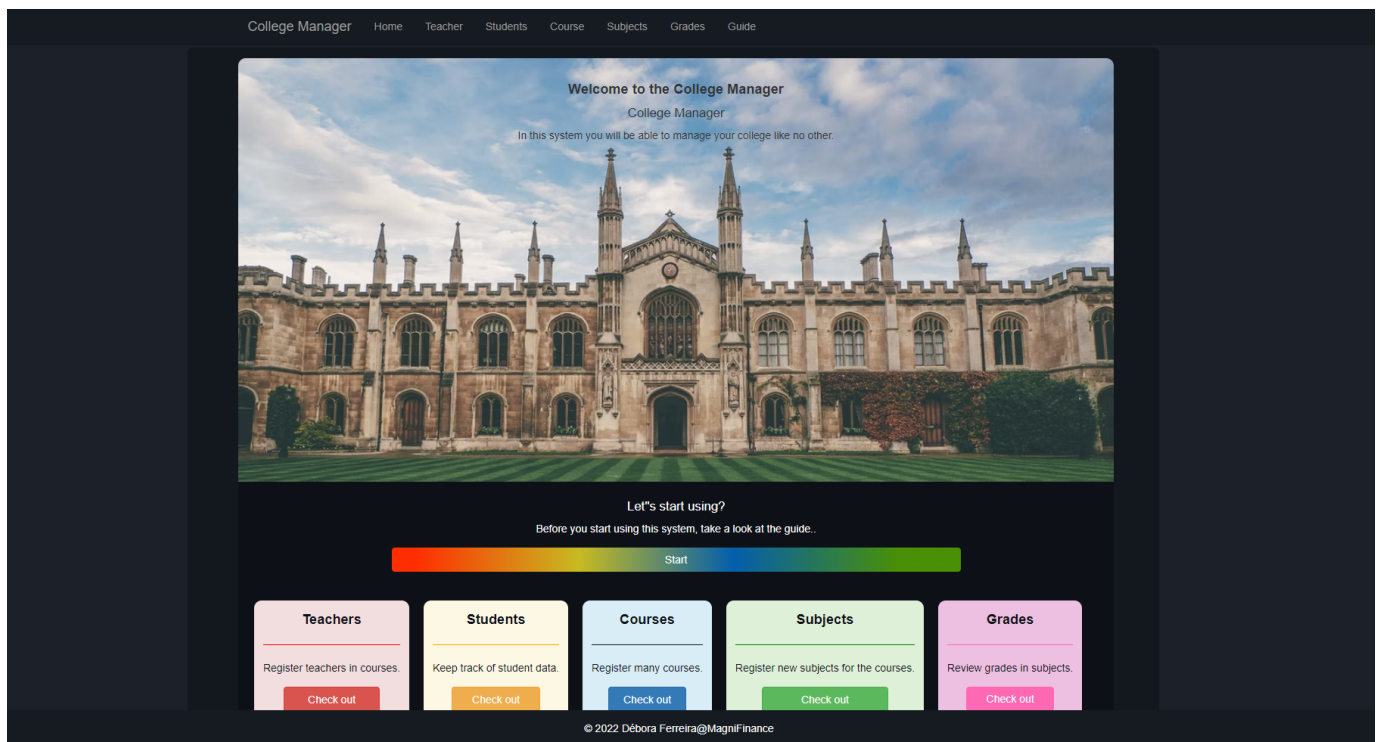 College Manager Home Teacher Students Course Subjects Grades Guide
Welcome to the College Manager
College Manager
In this system you will be able to manage your college like no other.
Let"s start using?
Before you start using this system, take a look at the guide..
Start
Teachers
Register teachers in courses.
Check out
Students
Keep track of student data.
Check out
Courses
Register many courses.
Check out
Subjects
Register new subjects for the courses.
Check out
Grades
Review grades in subjects.
Check out
© 2022 Débora Ferreira@MagniFinance